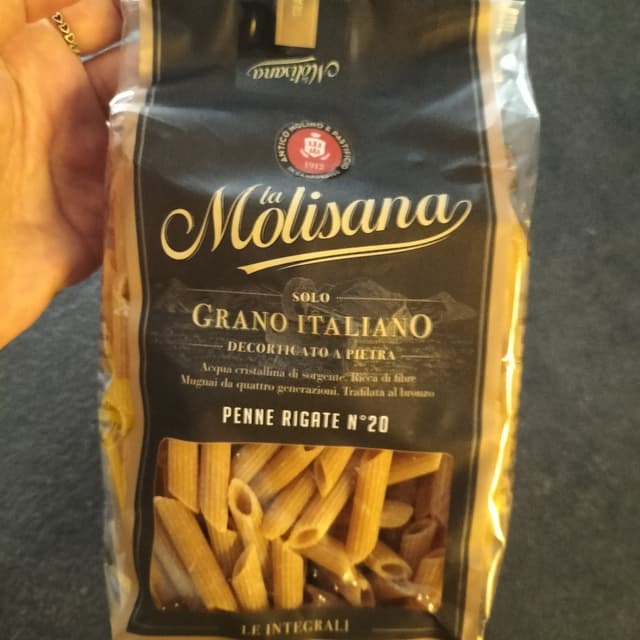 la Molisana
ANTICO MOLINO E PASTIFICIO
1912
la
Molisana
SOLO
GRANO ITALIANO
DECORTICATO A PIETRA
Acqua cristallina di sorgente. Ricca di fibre
Mugnai da quattro generazioni. Trafilata al bronzo
PENNE RIGATE N°20
LE INTEGRALI